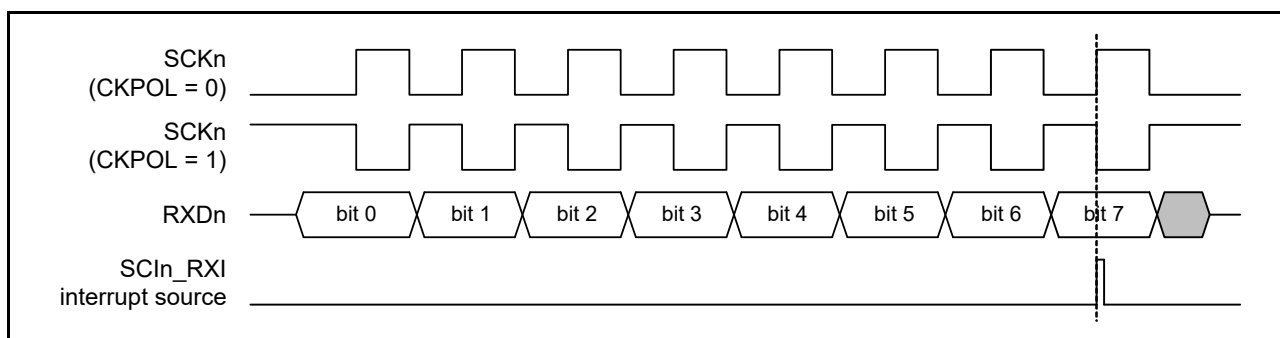 SCKn
(CKPOL = 0)
SCKn
(CKPOL = 1)
RXDn
bit 0
bit 1
bit 2
bit 3
bit 4
bit 5
bit 6
bit 7
SCIn_RXI
interrupt source